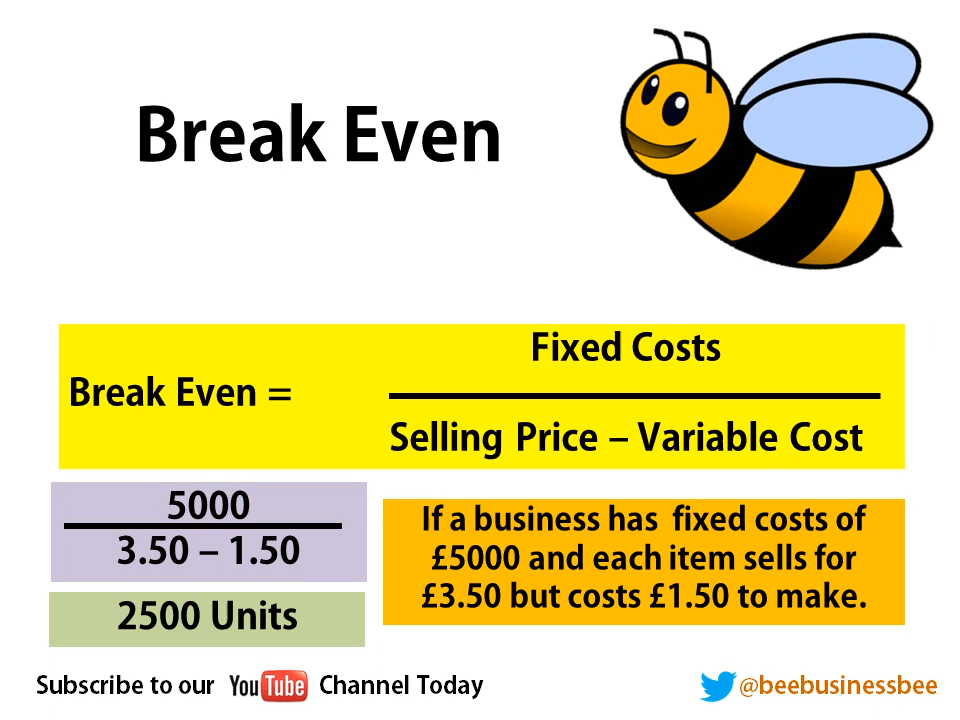 Break Even
Fixed Costs
Break Even =
Selling Price – Variable Cost
5000
3.50 – 1.50
2500 Units
If a business has fixed costs of
£5000 and each item sells for
£3.50 but costs £1.50 to make.
Subscribe to our YouTube Channel Today
@beebusinessbee